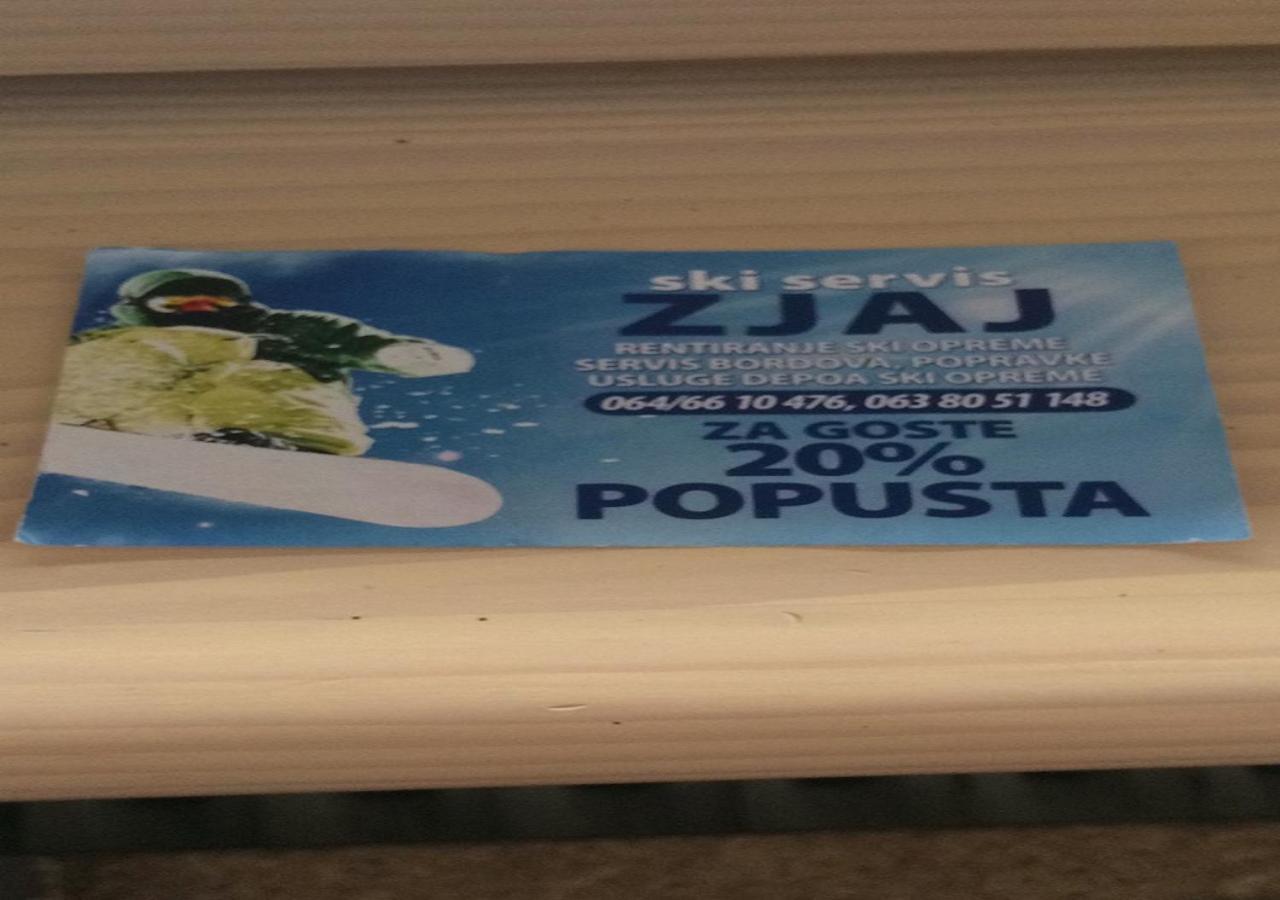 ski servis
ZJAJ
RENTIRANJE SKI OPREME
SERVIS BORDOVA, POPRAVKE
USLUGE DEPOA SKI OPREME
064/66 10 476, 063 80 51 148
ZA GOSTE
20%
POPUSTA